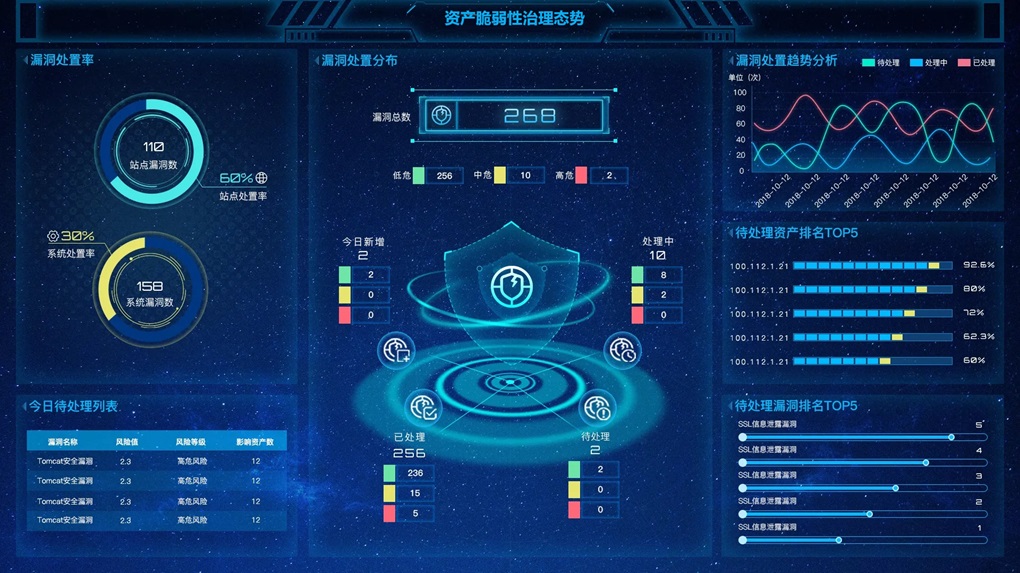 资产脆弱性治理态势
漏洞处置率
110
站点漏洞数
60%
站点处置率
30%
系统处置率
158
系统漏洞数
今日待处理列表
漏洞名称 风险值 风险等级 影响资产数
Tomcat安全漏洞 2.3 高危风险 12
Tomcat安全漏洞 2.3 高危风险 12
Tomcat安全漏洞 2.3 高危风险 12
Tomcat安全漏洞 2.3 高危风险 12
漏洞处置分布
漏洞总数 268
低危 256 中危 10 高危 2
今日新增
2
2
0
0
处理中
10
8
2
0
已处理
256
236
15
5
待处理
2
2
0
0
漏洞处置趋势分析
待处理 处理中 已处理
单位（次）
100
80
60
40
20
0
2018-10-12 2018-10-12 2018-10-12 2018-10-12 2018-10-12 2018-10-12 2018-10-12 2018-10-12
待处理资产排名TOP5
100.112.1.21 92.6%
100.112.1.21 80%
100.112.1.21 72%
100.112.1.21 62.3%
100.112.1.21 60%
待处理漏洞排名TOP5
SSL信息泄露漏洞 5
SSL信息泄露漏洞 4
SSL信息泄露漏洞 3
SSL信息泄露漏洞 2
SSL信息泄露漏洞 1